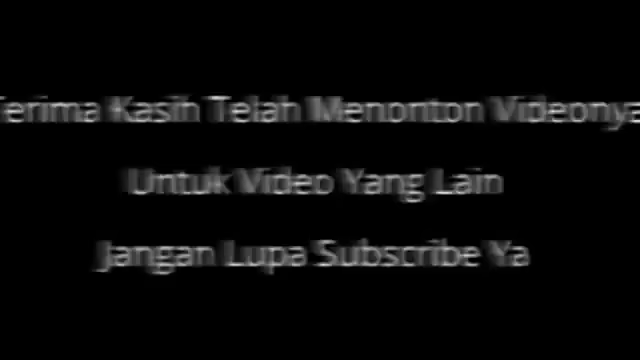 Terima Kasih Telah Menonton Videonya
Untuk Video Yang Lain
Jangan Lupa Subscribe Ya